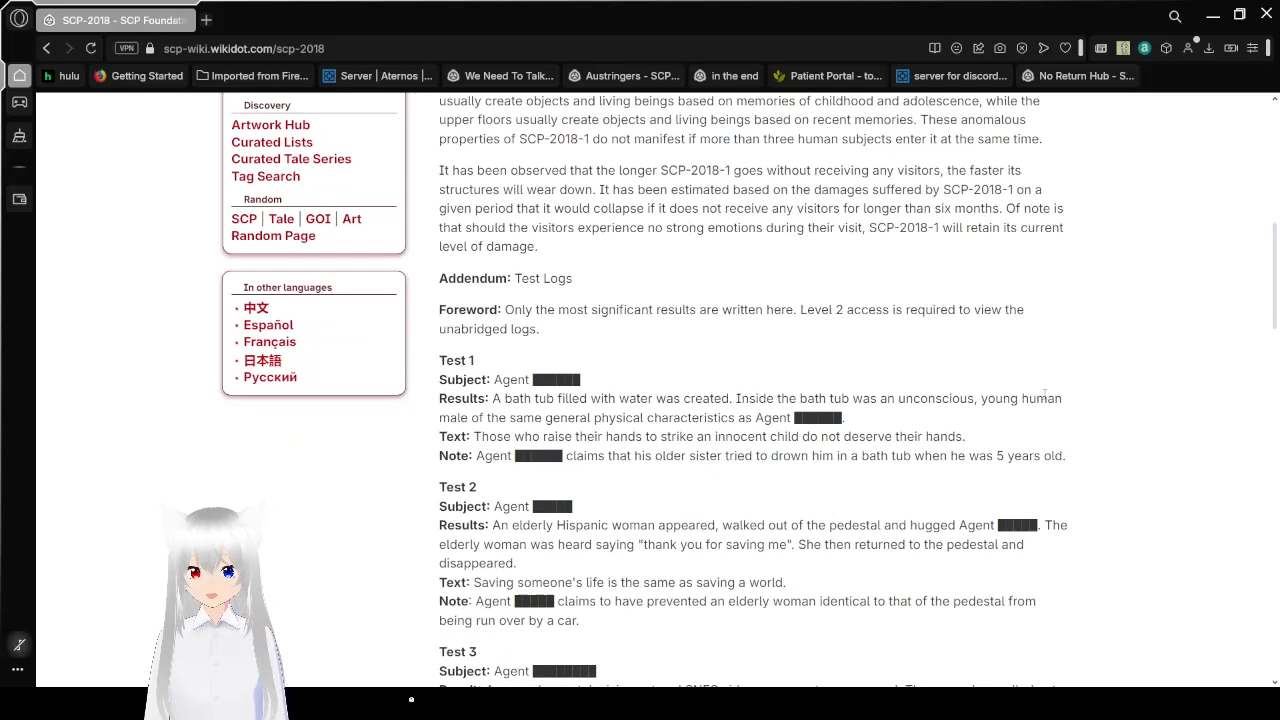 SCP-2018 - SCP Foundati
VPN
scp-wiki.wikidot.com/scp-2018
hulu
Getting Started
Imported from Fire...
Server | Aternos |...
We Need To Talk...
Austringers - SCP...
in the end
Patient Portal - to...
server for discord...
No Return Hub - S...
Discovery
Artwork Hub
Curated Lists
Curated Tale Series
Tag Search
Random
SCP | Tale | GOI | Art
Random Page
In other languages
中文
Español
Français
日本語
Русский
usually create objects and living beings based on memories of childhood and adolescence, while the
upper floors usually create objects and living beings based on recent memories. These anomalous
properties of SCP-2018-1 do not manifest if more than three human subjects enter it at the same time.
It has been observed that the longer SCP-2018-1 goes without receiving any visitors, the faster its
structures will wear down. It has been estimated based on the damages suffered by SCP-2018-1 on a
given period that it would collapse if it does not receive any visitors for longer than six months. Of note is
that should the visitors experience no strong emotions during their visit, SCP-2018-1 will retain its current
level of damage.
Addendum: Test Logs
Foreword: Only the most significant results are written here. Level 2 access is required to view the
unabridged logs.
Test 1
Subject: Agent ██████
Results: A bath tub filled with water was created. Inside the bath tub was an unconscious, young human
male of the same general physical characteristics as Agent ██████.
Text: Those who raise their hands to strike an innocent child do not deserve their hands.
Note: Agent ██████ claims that his older sister tried to drown him in a bath tub when he was 5 years old.
Test 2
Subject: Agent █████
Results: An elderly Hispanic woman appeared, walked out of the pedestal and hugged Agent █████. The
elderly woman was heard saying "thank you for saving me". She then returned to the pedestal and
disappeared.
Text: Saving someone's life is the same as saving a world.
Note: Agent █████ claims to have prevented an elderly woman identical to that of the pedestal from
being run over by a car.
Test 3
Subject: Agent ████████